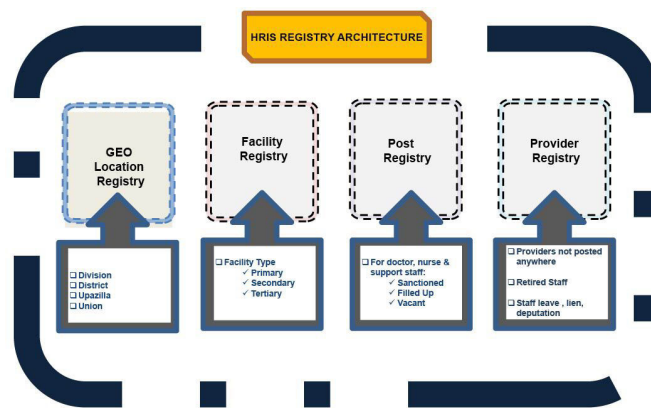 HRIS REGISTRY ARCHITECTURE
GEO
Location
Registry
Facility
Registry
Post
Registry
Provider
Registry
❑ Division
❑ District
❑ Upazilla
❑ Union
❑ Facility Type
✓ Primary
✓ Secondary
✓ Tertiary
❑ For doctor, nurse &
support staff:
✓ Sanctioned
✓ Filled Up
✓ Vacant
❑ Providers not posted
anywhere
❑ Retired Staff
❑ Staff leave , lien,
deputation